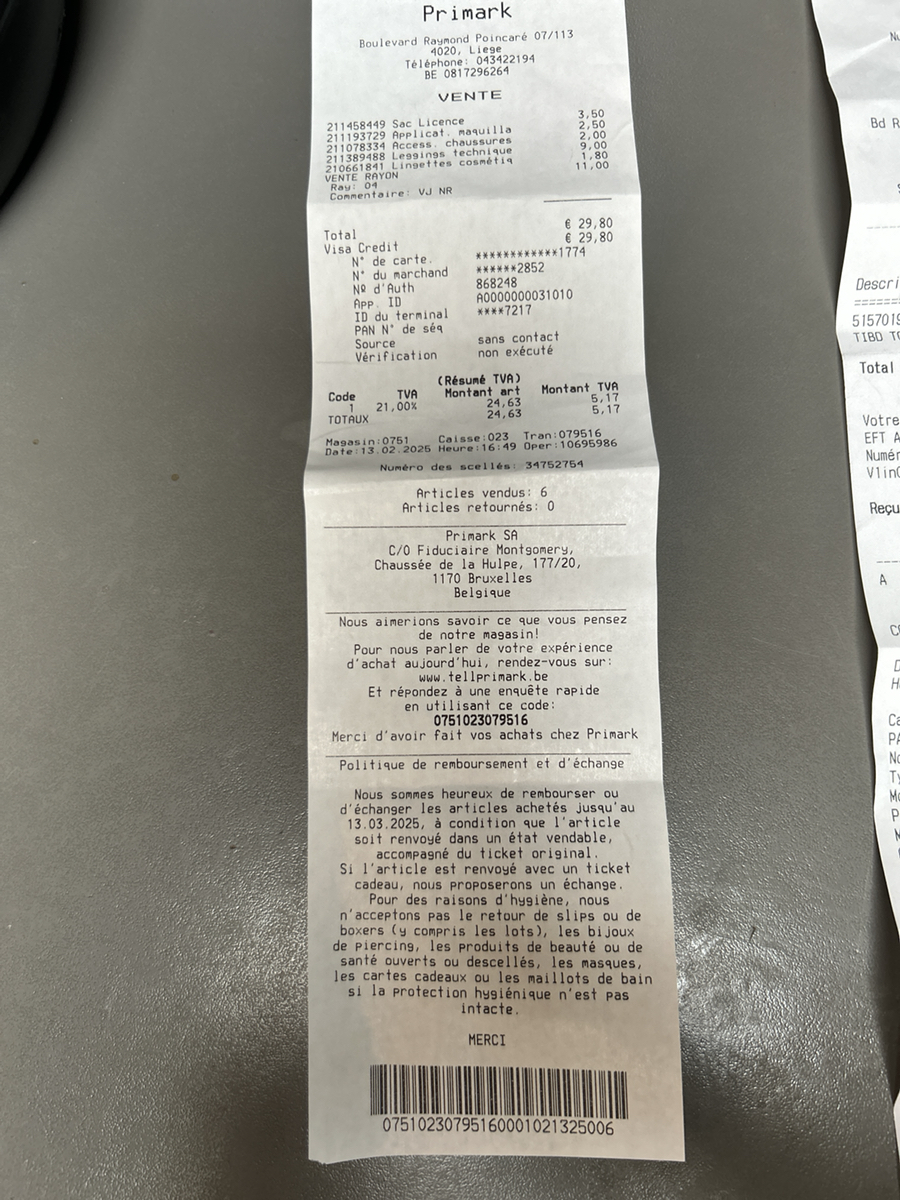 Primark
Boulevard Raymond Poincaré 07/113
4020, Liege
Téléphone: 043422194
BE 0817296264
VENTE
211458449 Sac Licence 3,50
211193729 Applicat. maquilla 2,50
211078334 Access. chaussures 2,00
211389488 Leggings technique 9,00
210661841 Lingettes cosmétiq 1,80
VENTE RAYON 11,00
Ray: 04
Commentaire: VJ NR
Total € 29,80
Visa Credit € 29,80
N° de carte. ************1774
N° du marchand ******2852
Nº d'Auth 868248
App. ID A0000000031010
ID du terminal ****7217
PAN N° de séq
Source sans contact
Vérification non exécuté
(Résumé TVA)
Code TVA Montant art Montant TVA
1 21,00% 24,63 5,17
TOTAUX 24,63 5,17
Magasin:0751 Caisse:023 Tran:079516
Date:13.02.2025 Heure:16:49 Oper:10695986
Numéro des scellés: 34752754
Articles vendus: 6
Articles retournés: 0
Primark SA
C/O Fiduciaire Montgomery,
Chaussée de la Hulpe, 177/20,
1170 Bruxelles
Belgique
Nous aimerions savoir ce que vous pensez
de notre magasin!
Pour nous parler de votre expérience
d'achat aujourd'hui, rendez-vous sur:
www.tellprimark.be
Et répondez à une enquête rapide
en utilisant ce code:
0751023079516
Merci d'avoir fait vos achats chez Primark
Politique de remboursement et d'échange
Nous sommes heureux de rembourser ou
d'échanger les articles achetés jusqu'au
13.03.2025, à condition que l'article
soit renvoyé dans un état vendable,
accompagné du ticket original.
Si l'article est renvoyé avec un ticket
cadeau, nous proposerons un échange.
Pour des raisons d'hygiène, nous
n'acceptons pas le retour de slips ou de
boxers (y compris les lots), les bijoux
de piercing, les produits de beauté ou de
santé ouverts ou descellés, les masques,
les cartes cadeaux ou les maillots de bain
si la protection hygiénique n'est pas
intacte.
MERCI
07510230795160001021325006
Bd R
Descri
5157019
TIBD TO
Total
Votre
EFT A
Numér
Reçu
A